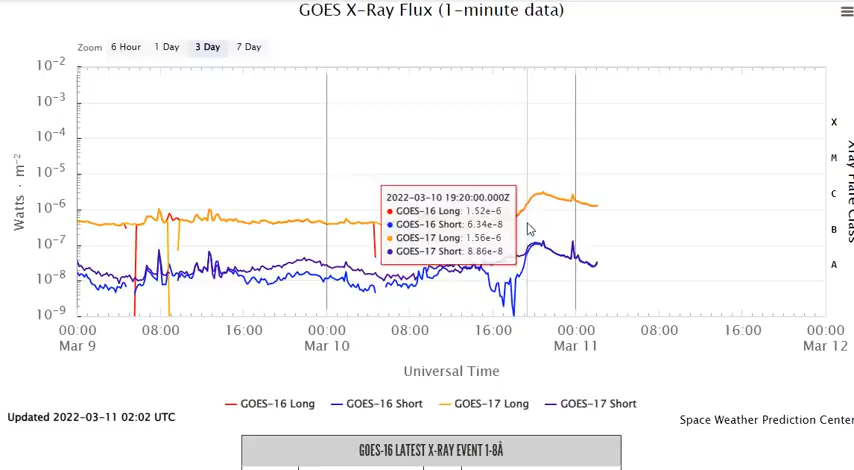 GOES X-Ray Flux (1-minute data)
Zoom 6 Hour 1 Day 3 Day 7 Day
10⁻²
10⁻³
10⁻⁴
10⁻⁵
10⁻⁶
10⁻⁷
10⁻⁸
10⁻⁹
Watts · m⁻²
X
M
C
B
A
Xray Flare Class
2022-03-10 19:20:00.000Z
GOES-16 Long: 1.52e-6
GOES-16 Short: 6.34e-8
GOES-17 Long: 1.56e-6
GOES-17 Short: 8.86e-8
00:00 08:00 16:00 00:00 08:00 16:00 00:00 08:00 16:00 00:00
Mar 9 Mar 10 Mar 11 Mar 12
Universal Time
GOES-16 Long GOES-16 Short GOES-17 Long GOES-17 Short
Updated 2022-03-11 02:02 UTC
Space Weather Prediction Center
GOES-16 LATEST X-RAY EVENT 1-8Å